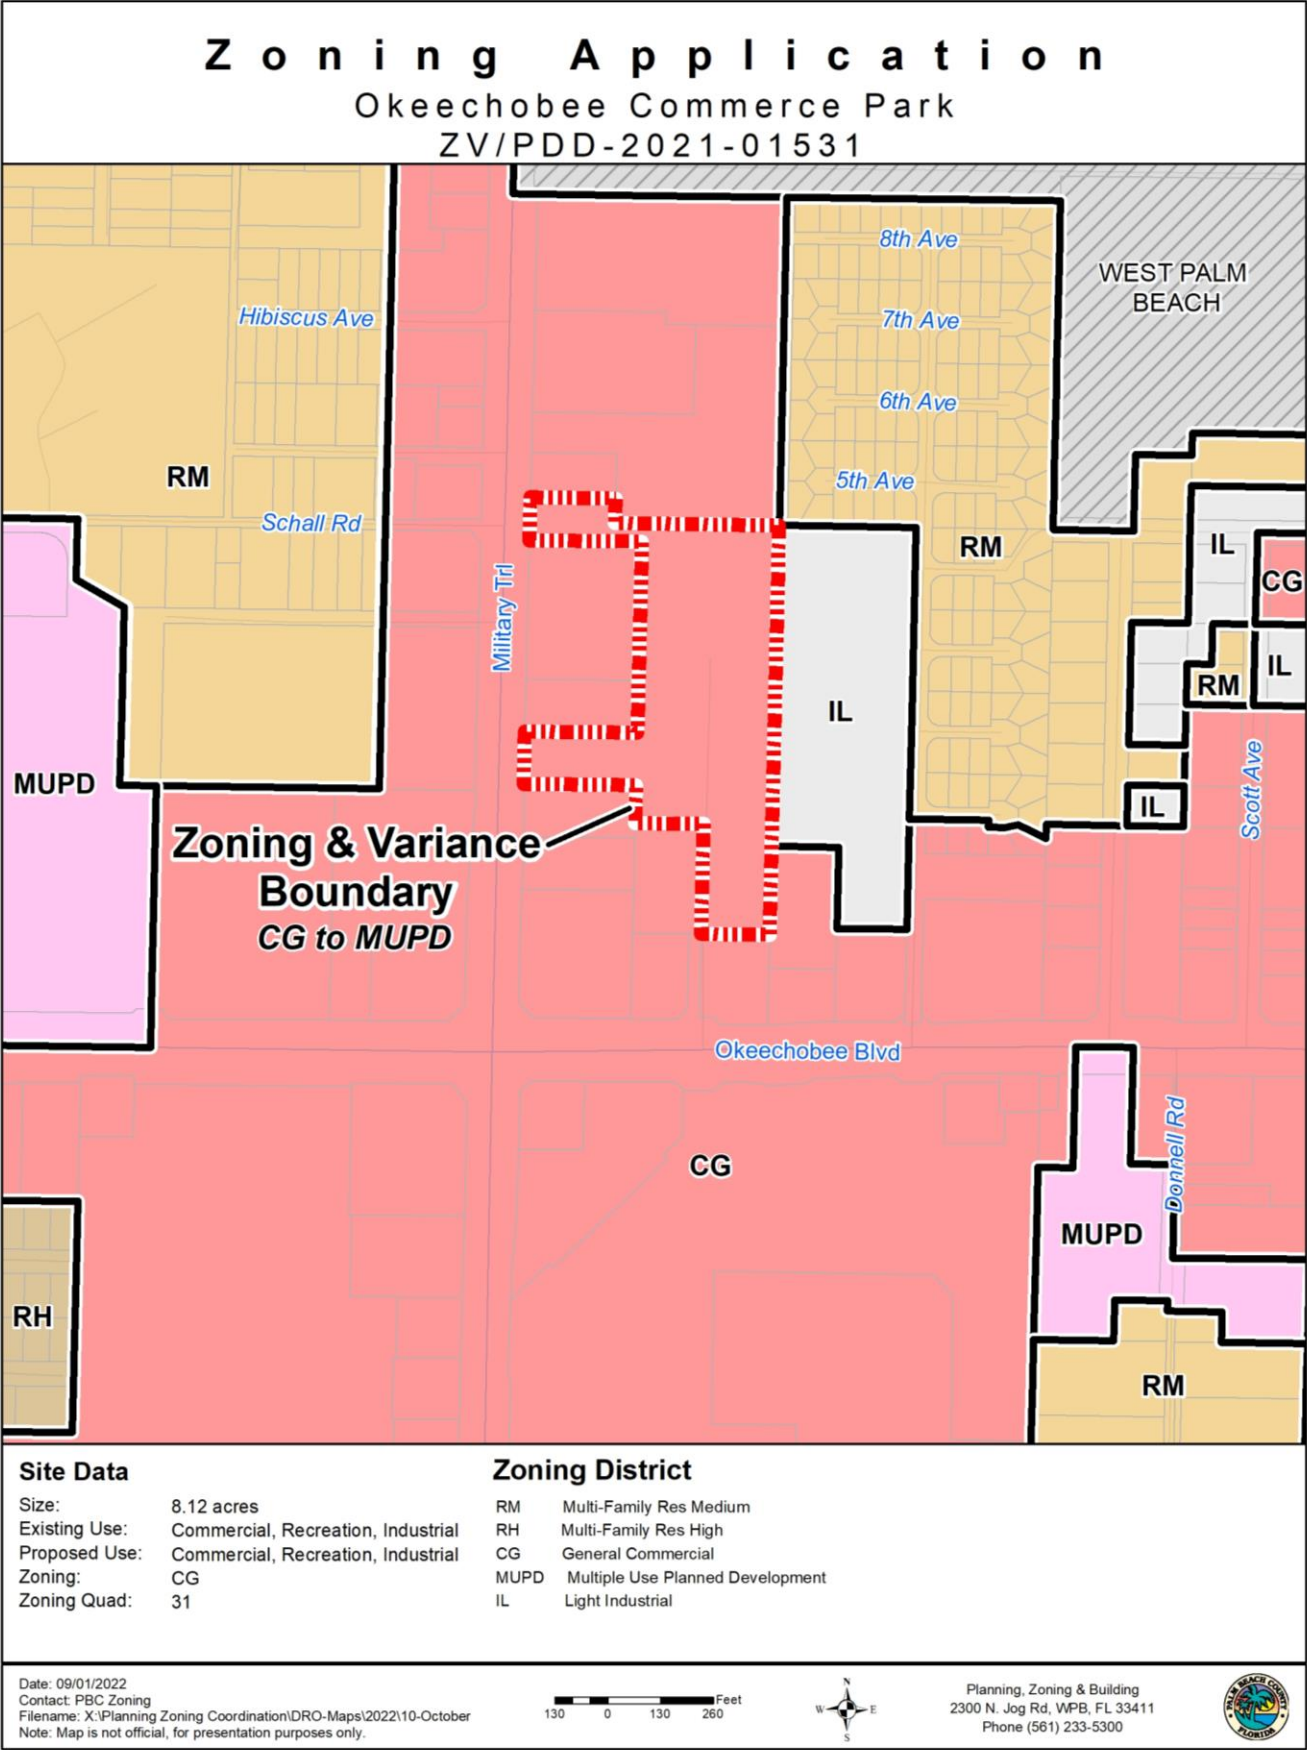 Zoning Application
Okeechobee Commerce Park
ZV/PDD-2021-01531
8th Ave
WEST PALM
BEACH
7th Ave
Hibiscus Ave
6th Ave
RM
5th Ave
Schall Rd
RM
IL
CG
Military Trl
IL
RM
IL
MUPD
IL
Scott Ave
Zoning & Variance
Boundary
CG to MUPD
Okeechobee Blvd
CG
Donnell Rd
MUPD
RH
RM
Site Data
Size: 8.12 acres
Existing Use: Commercial, Recreation, Industrial
Proposed Use: Commercial, Recreation, Industrial
Zoning: CG
Zoning Quad: 31
Zoning District
RM Multi-Family Res Medium
RH Multi-Family Res High
CG General Commercial
MUPD Multiple Use Planned Development
IL Light Industrial
Date: 09/01/2022
Contact: PBC Zoning
Filename: X:\Planning Zoning Coordination\DRO-Maps\2022\10-October
Note: Map is not official, for presentation purposes only.
Feet
130 0 130 260
N
W E
S
Planning, Zoning & Building
2300 N. Jog Rd, WPB, FL 33411
Phone (561) 233-5300
PALM BEACH COUNTY
FLORIDA